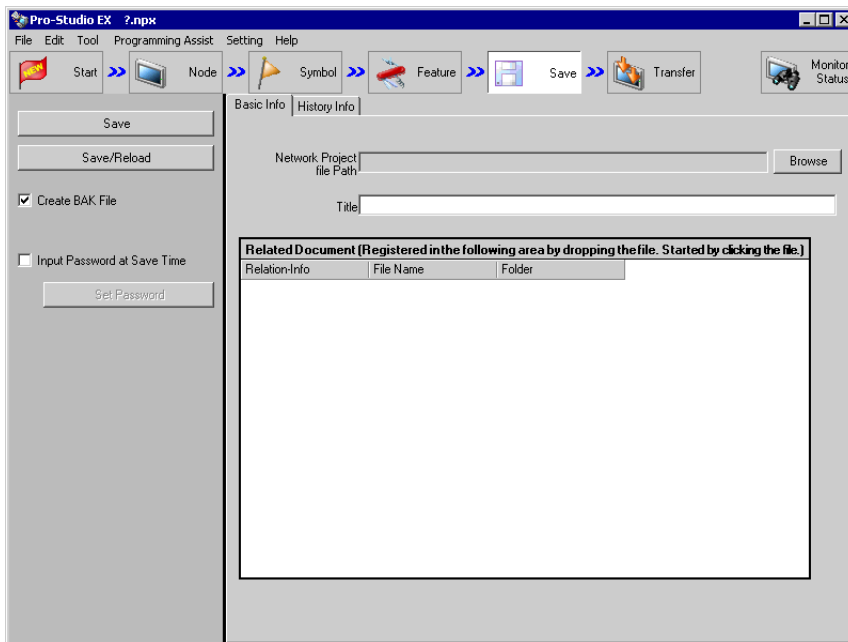 Pro-Studio EX ?.npx
File Edit Tool Programming Assist Setting Help
NEW Start Node Symbol Feature Save Transfer Monitor Status
Basic Info History Info
Save
Save/Reload
Create BAK File
Input Password at Save Time
Set Password
Network Project
file Path
Browse
Title
Related Document (Registered in the following area by dropping the file. Started by clicking the file.)
Relation-Info File Name Folder